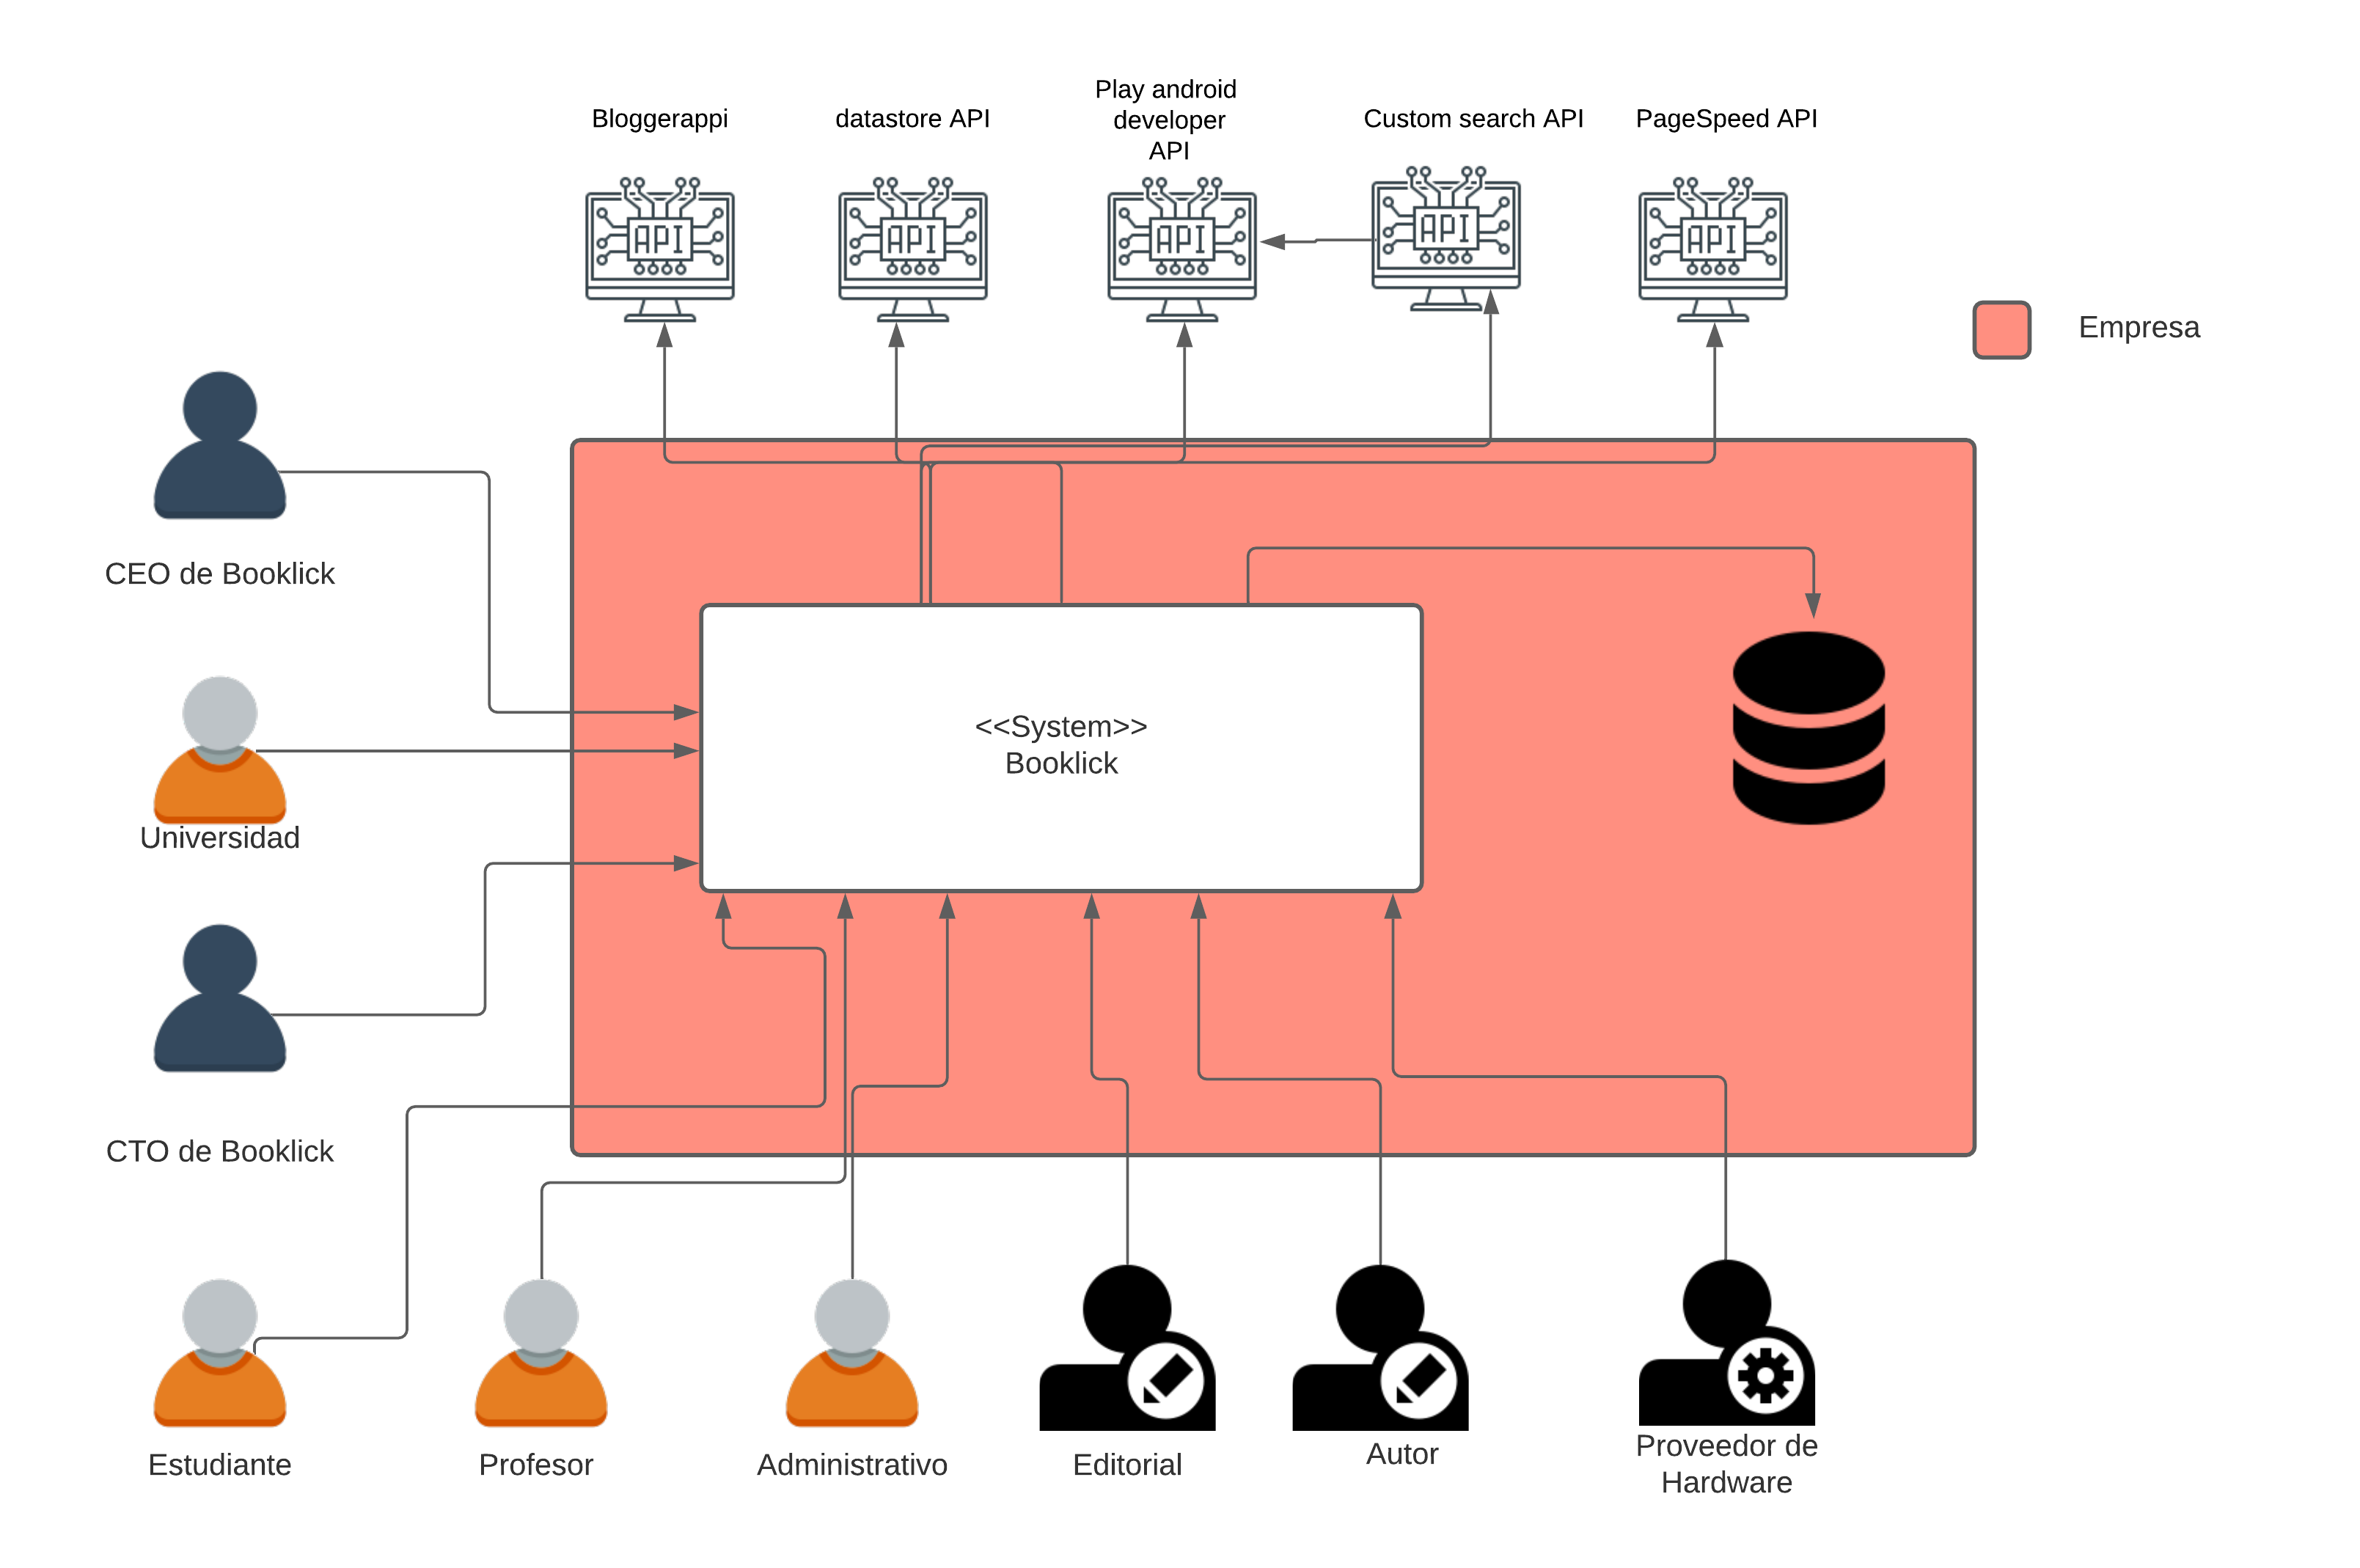 Bloggerappi
datastore API
Play android
developer
API
Custom search API
PageSpeed API
API
API
API
API
API
Empresa
CEO de Booklick
<<System>>
Booklick
Universidad
CTO de Booklick
Estudiante
Profesor
Administrativo
Editorial
Autor
Proveedor de
Hardware